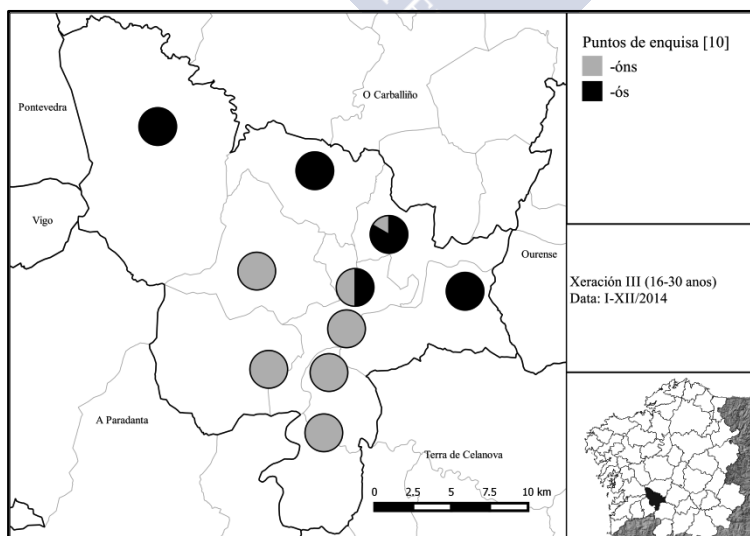 Puntos de enquisa [10]
-óns
-ós
O Carballiño
Pontevedra
Vigo
Ourense
Xeración III (16-30 anos)
Data: I-XII/2014
A Paradanta
Terra de Celanova
0 2,5 5 7,5 10 km